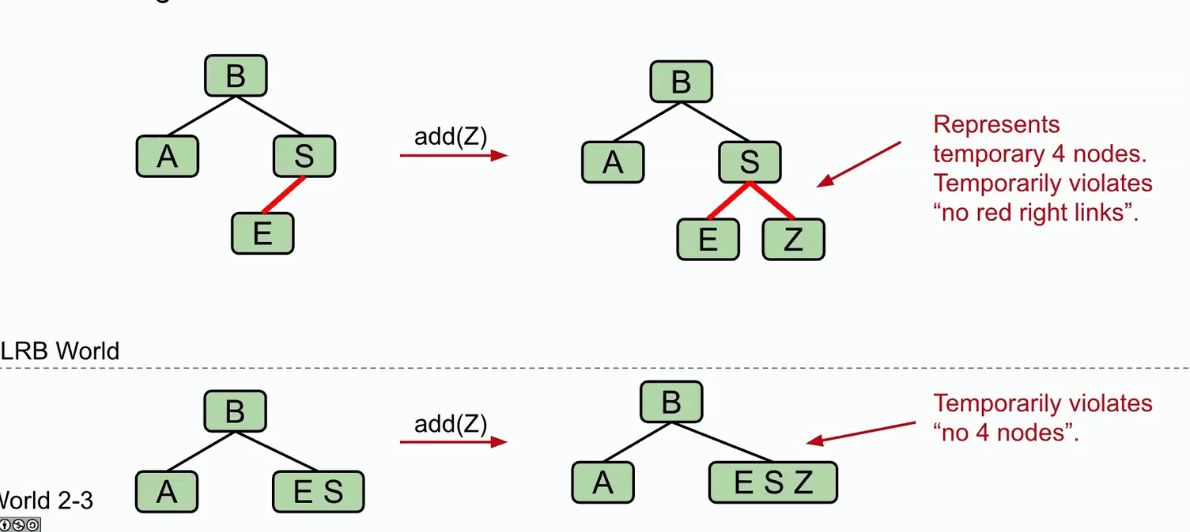 B
B
A
S
add(Z)
A
S
E
E
Z
Represents
temporary 4 nodes.
Temporarily violates
“no red right links”.
LRB World
B
B
add(Z)
A
E S
A
E S Z
Temporarily violates
“no 4 nodes”.
World 2-3